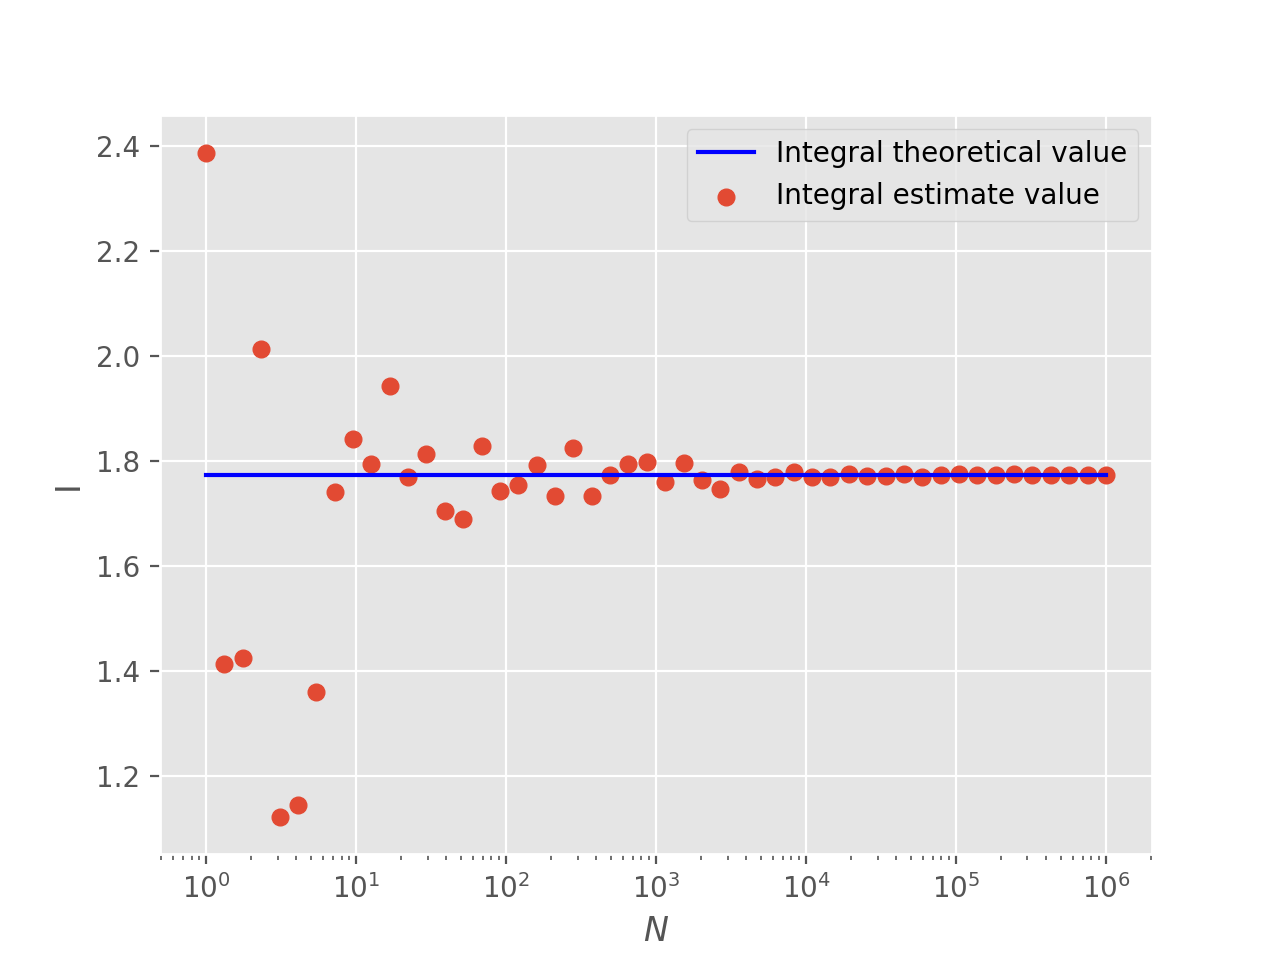 Integral theoretical value
Integral estimate value
2.4
2.2
2.0
1.8
1.6
1.4
1.2
I
10⁰ 10¹ 10² 10³ 10⁴ 10⁵ 10⁶
N